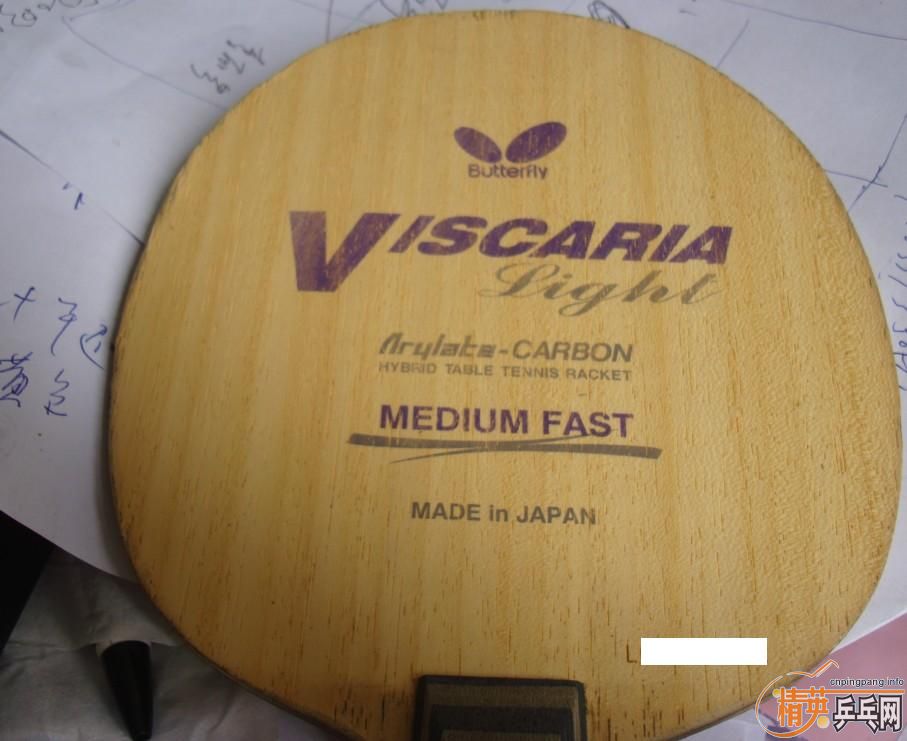 Butterfly
VISCARIA
Light
Arylate-CARBON
HYBRID TABLE TENNIS RACKET
MEDIUM FAST
MADE in JAPAN
L
cnpingpang.info
精英乒乓网